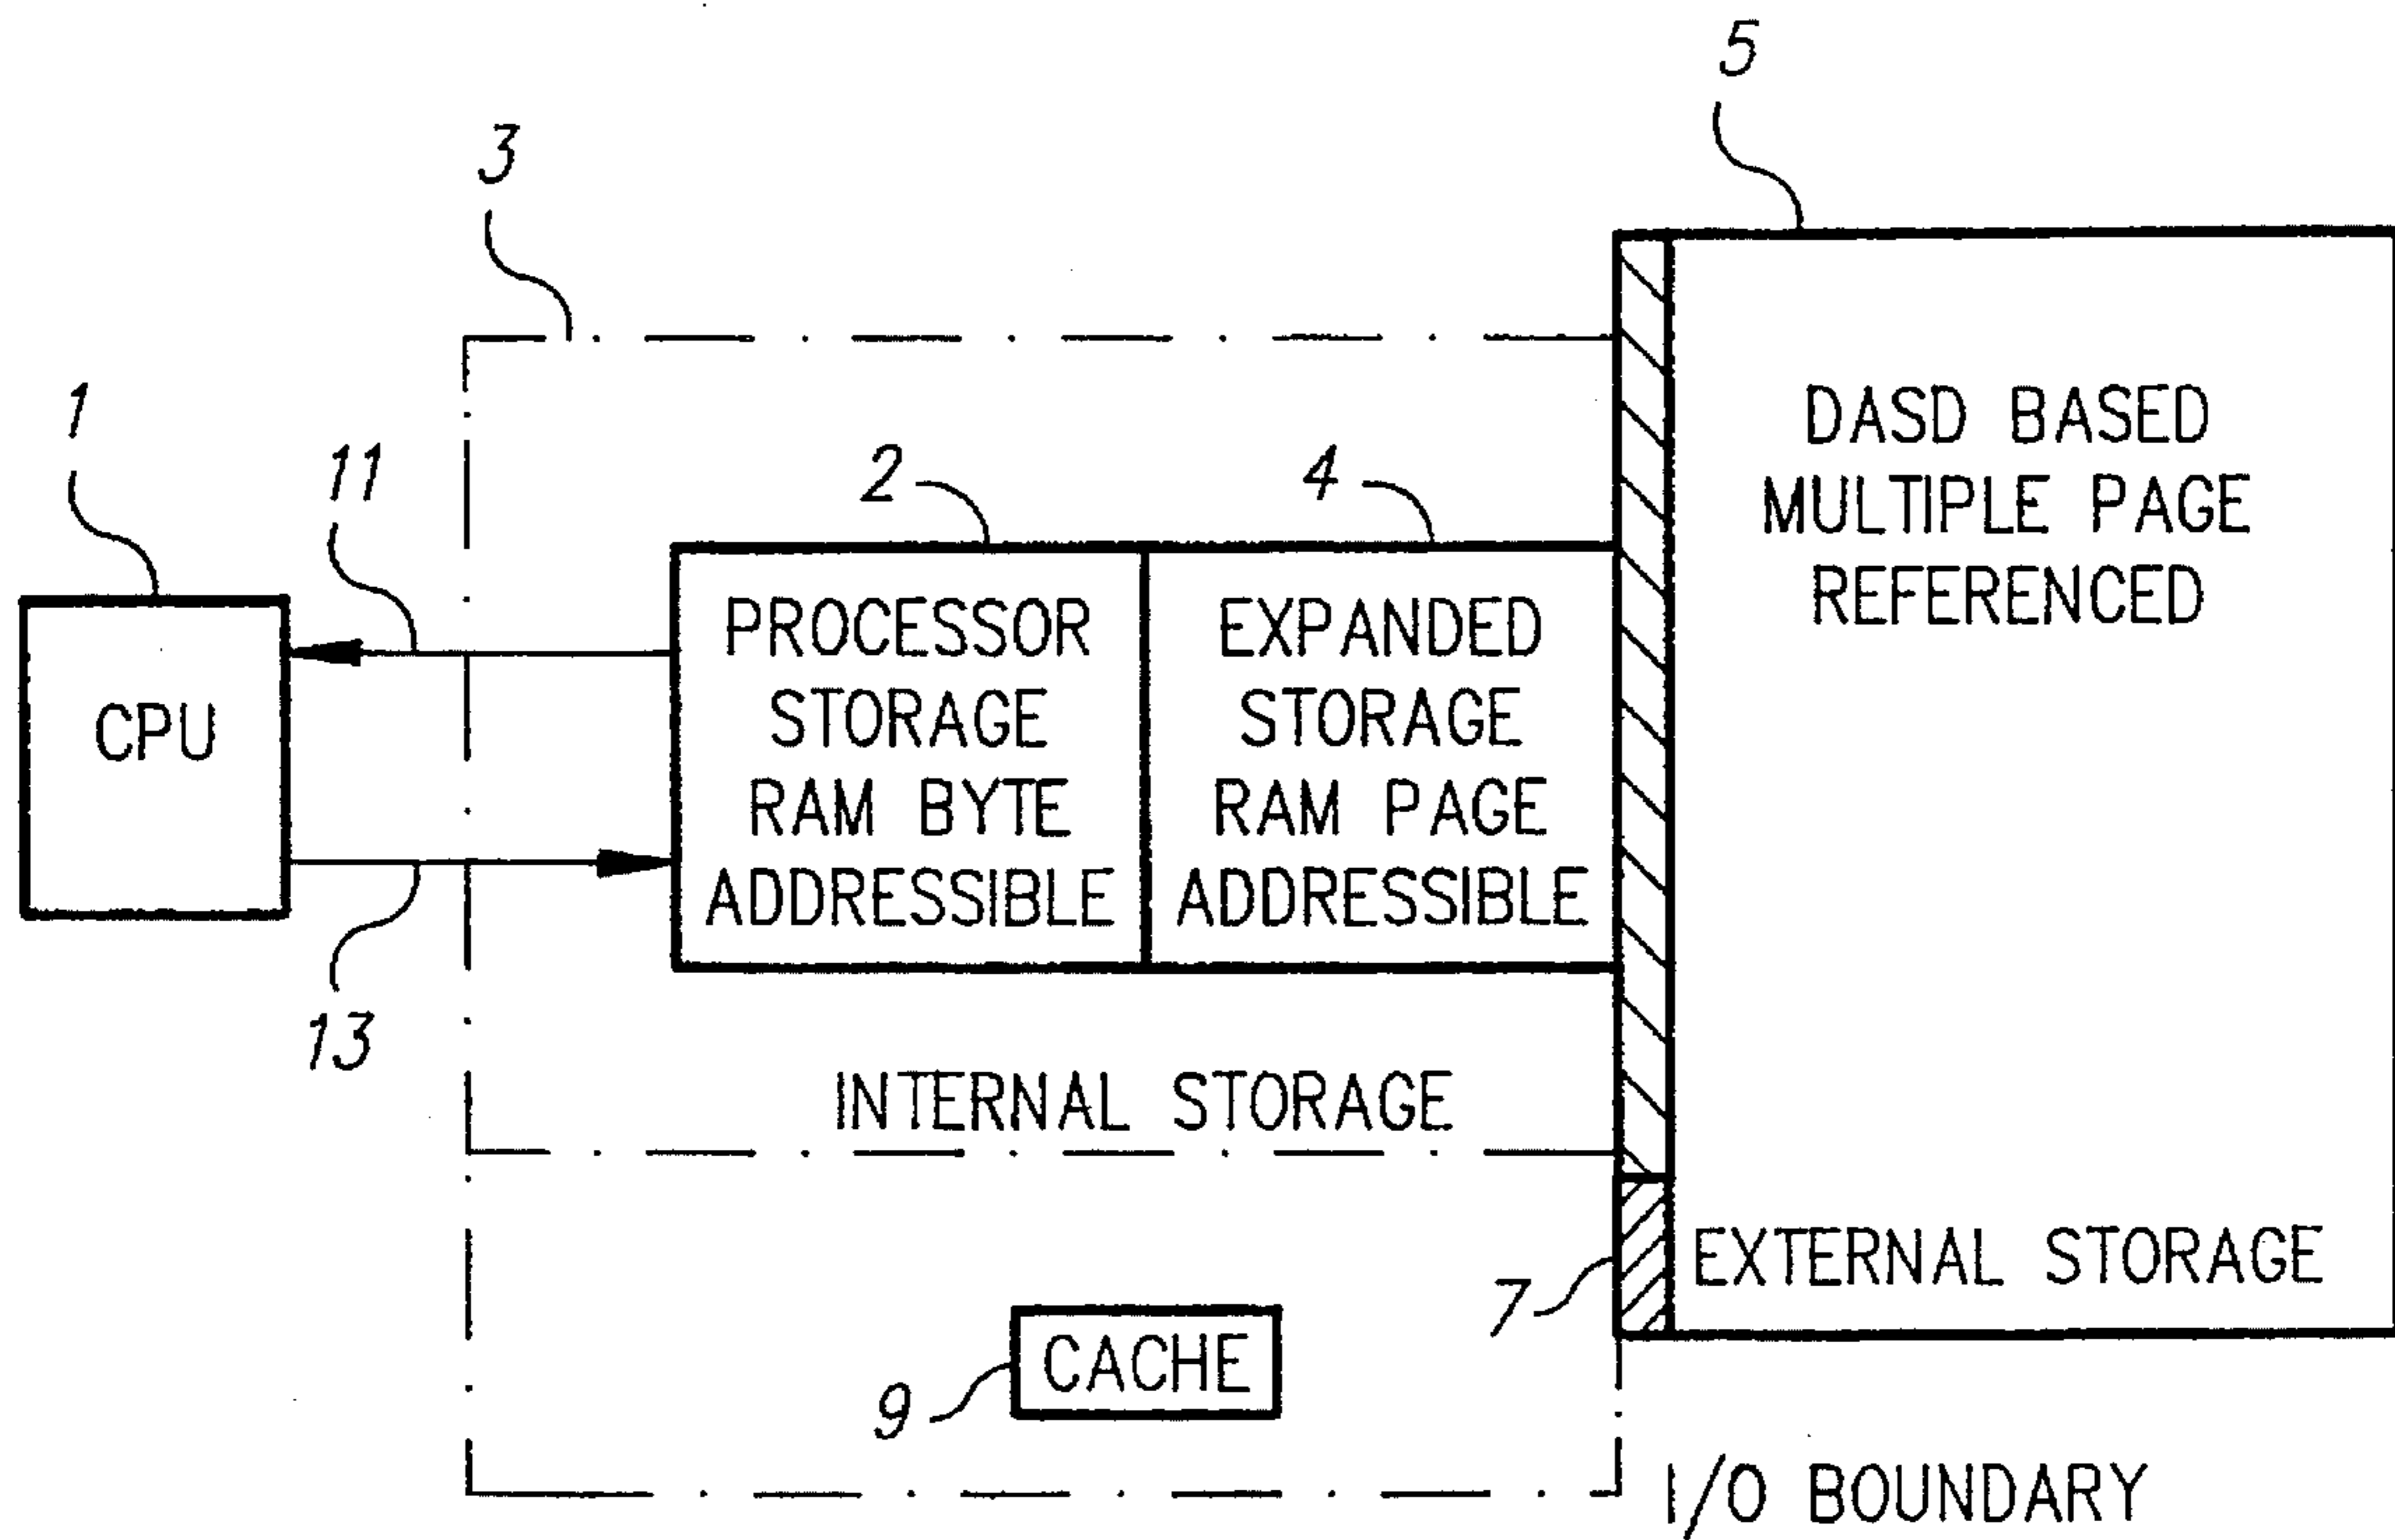 5
3
1
11
2
4
DASD BASED
MULTIPLE PAGE
REFERENCED
CPU
PROCESSOR
STORAGE
RAM BYTE
ADDRESSIBLE
EXPANDED
STORAGE
RAM PAGE
ADDRESSIBLE
13
INTERNAL STORAGE
EXTERNAL STORAGE
7
CACHE
9
I/O BOUNDARY